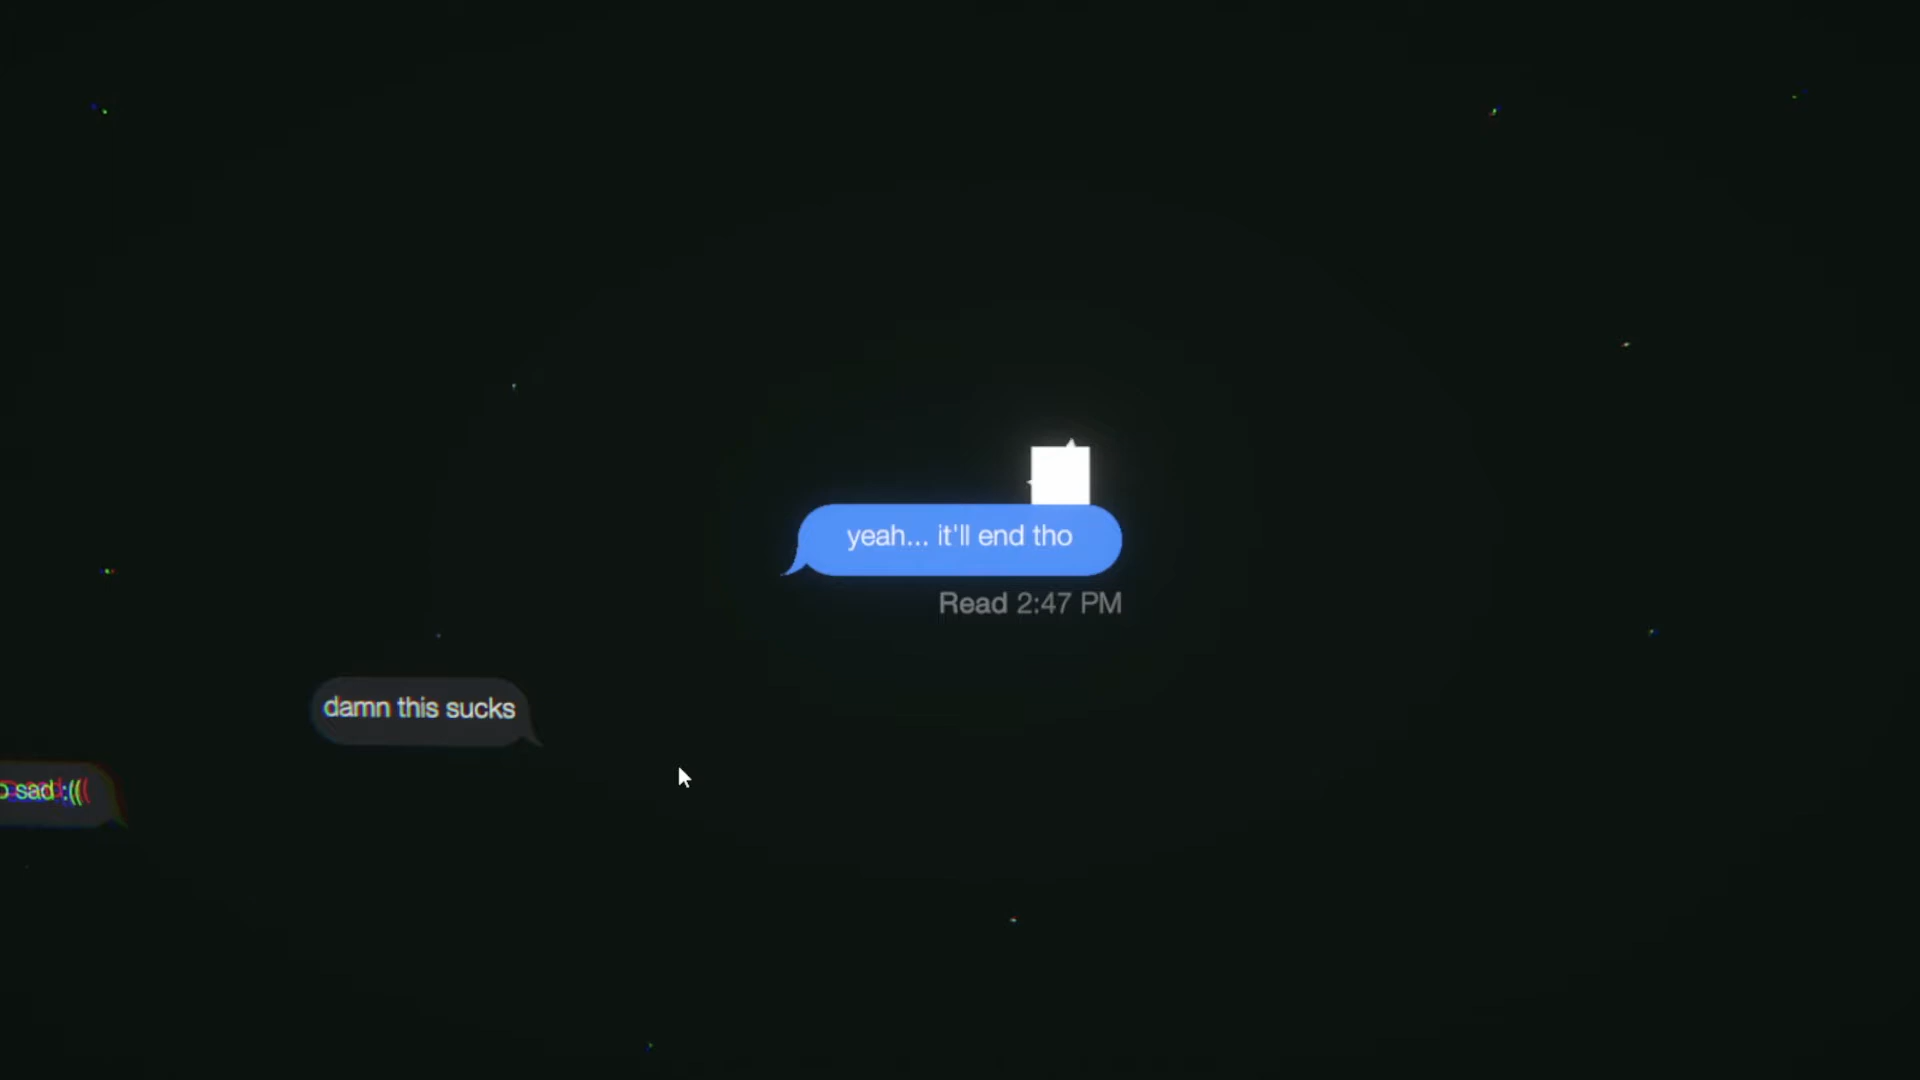 yeah... it'll end tho
Read 2:47 PM
damn this sucks
sad :(((